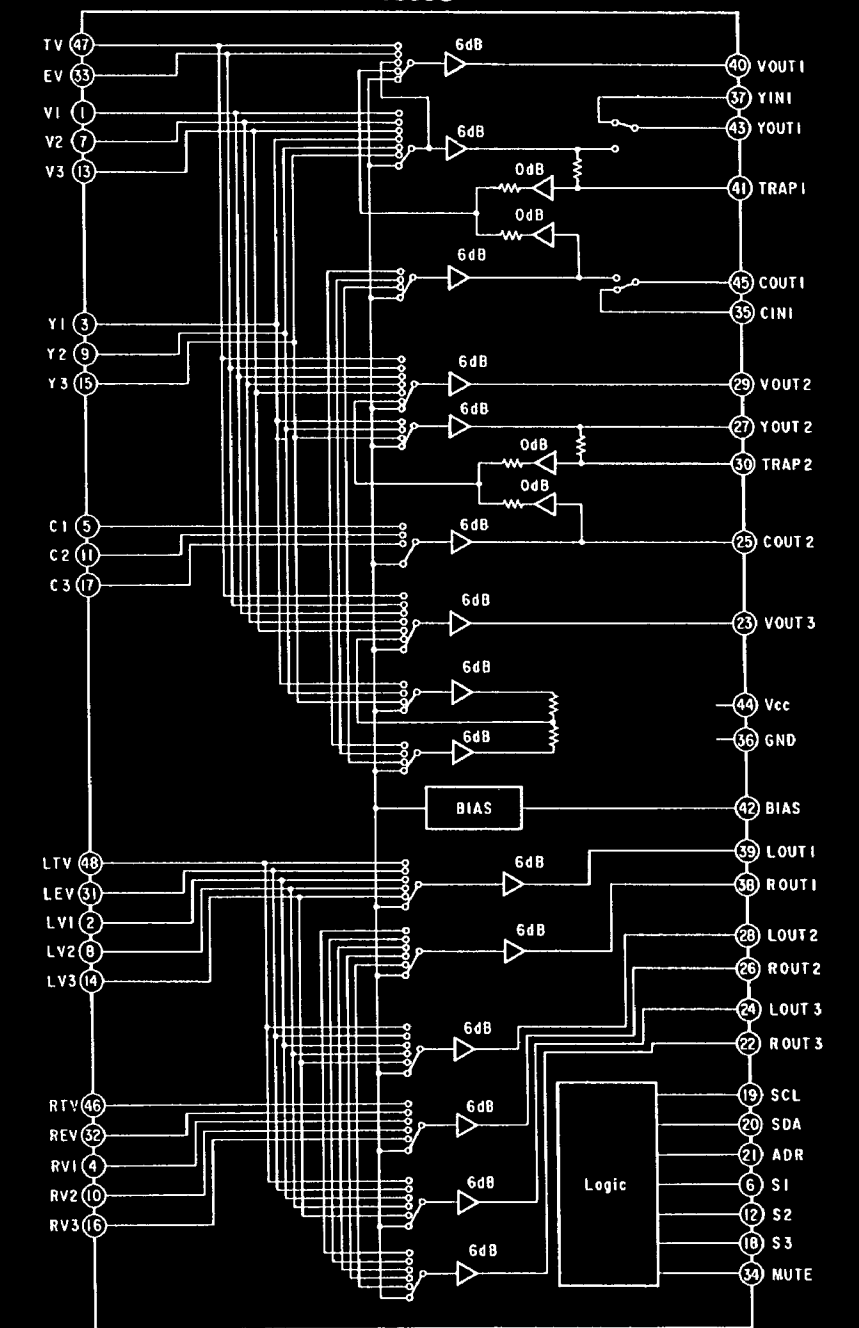 TV 47
EV 33
V1 1
V2 7
V3 13
Y1 3
Y2 9
Y3 15
C1 5
C2 11
C3 17
LTV 48
LEV 31
LV1 2
LV2 8
LV3 14
RTV 46
REV 32
RV1 4
RV2 10
RV3 16
6dB
6dB
0dB
0dB
6dB
6dB
6dB
0dB
0dB
6dB
6dB
6dB
6dB
BIAS
6dB
6dB
6dB
6dB
6dB
6dB
Logic
40 VOUT1
37 YIN1
43 YOUT1
41 TRAP1
45 COUT1
35 CIN1
29 VOUT2
27 YOUT2
30 TRAP2
25 COUT2
23 VOUT3
44 Vcc
36 GND
42 BIAS
39 LOUT1
38 ROUT1
28 LOUT2
26 ROUT2
24 LOUT3
22 ROUT3
19 SCL
20 SDA
21 ADR
6 S1
12 S2
18 S3
34 MUTE